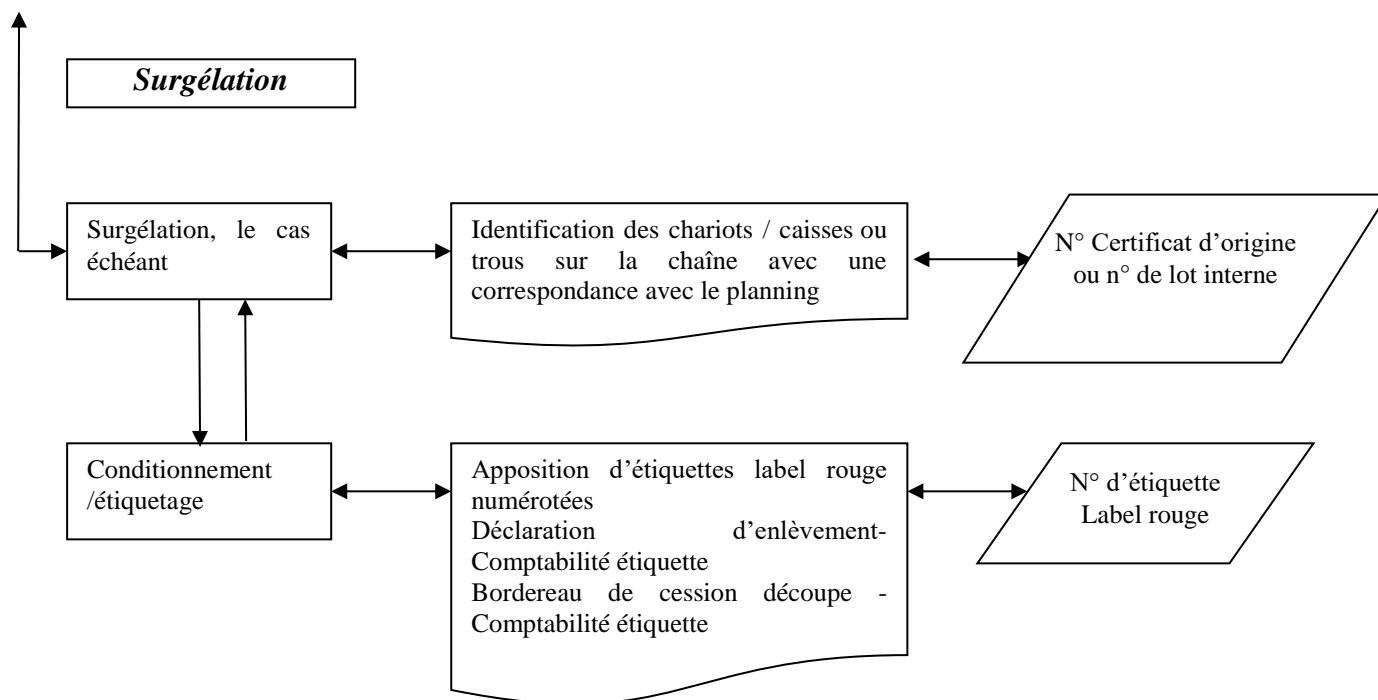 Surgélation
Surgélation, le cas
échéant
Identification des chariots / caisses ou
trous sur la chaîne avec une
correspondance avec le planning
N° Certificat d’origine
ou n° de lot interne
Conditionnement
/étiquetage
Apposition d’étiquettes label rouge
numérotées
Déclaration d’enlèvement-
Comptabilité étiquette
Bordereau de cession découpe -
Comptabilité étiquette
N° d’étiquette
Label rouge